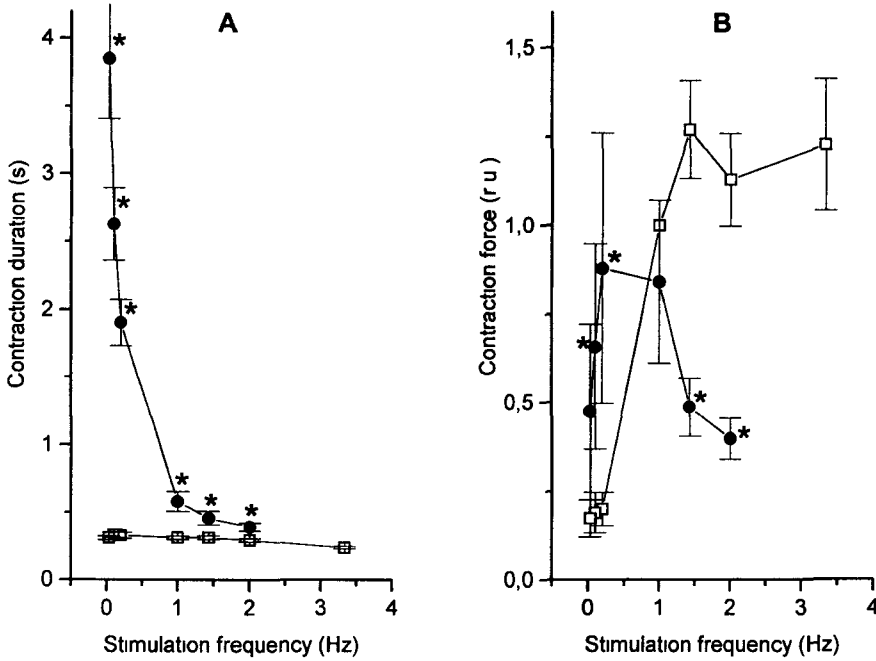 A
Contraction duration (s)
4
3
2
1
0
*
*
*
*
*
*
0 1 2 3 4
Stimulation frequency (Hz)
B
Contraction force (r u)
1,5
1,0
0,5
0,0
*
*
*
*
0 1 2 3 4
Stimulation frequency (Hz)